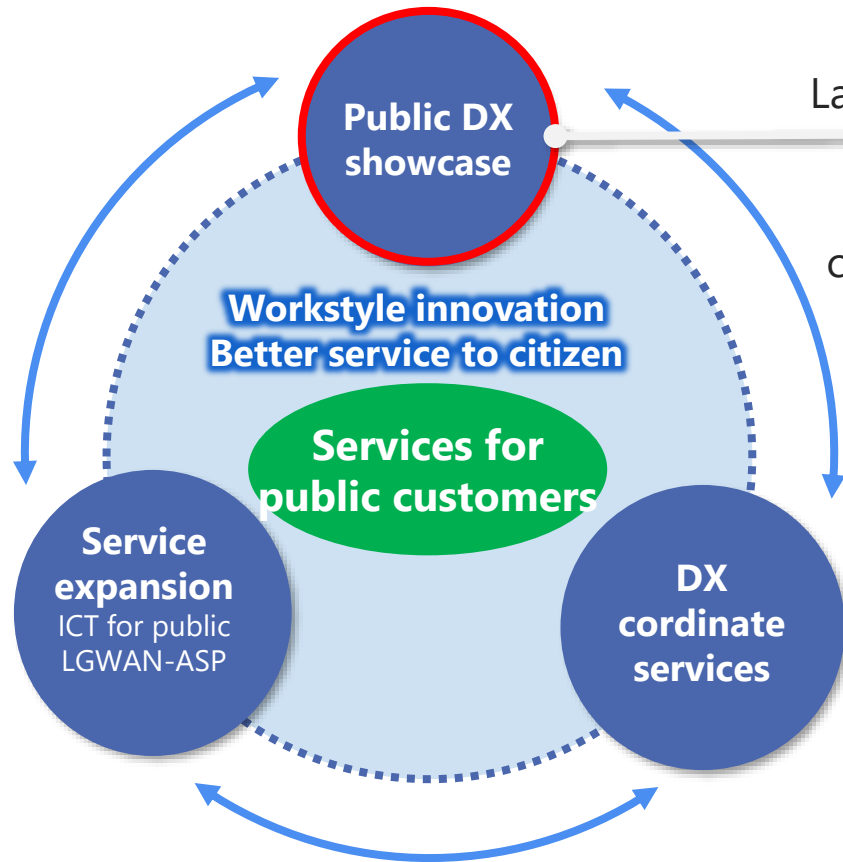 Public DX
showcase
La
c
Workstyle innovation
Better service to citizen
Services for
public customers
Service
expansion
ICT for public
LGWAN-ASP
DX
cordinate
services